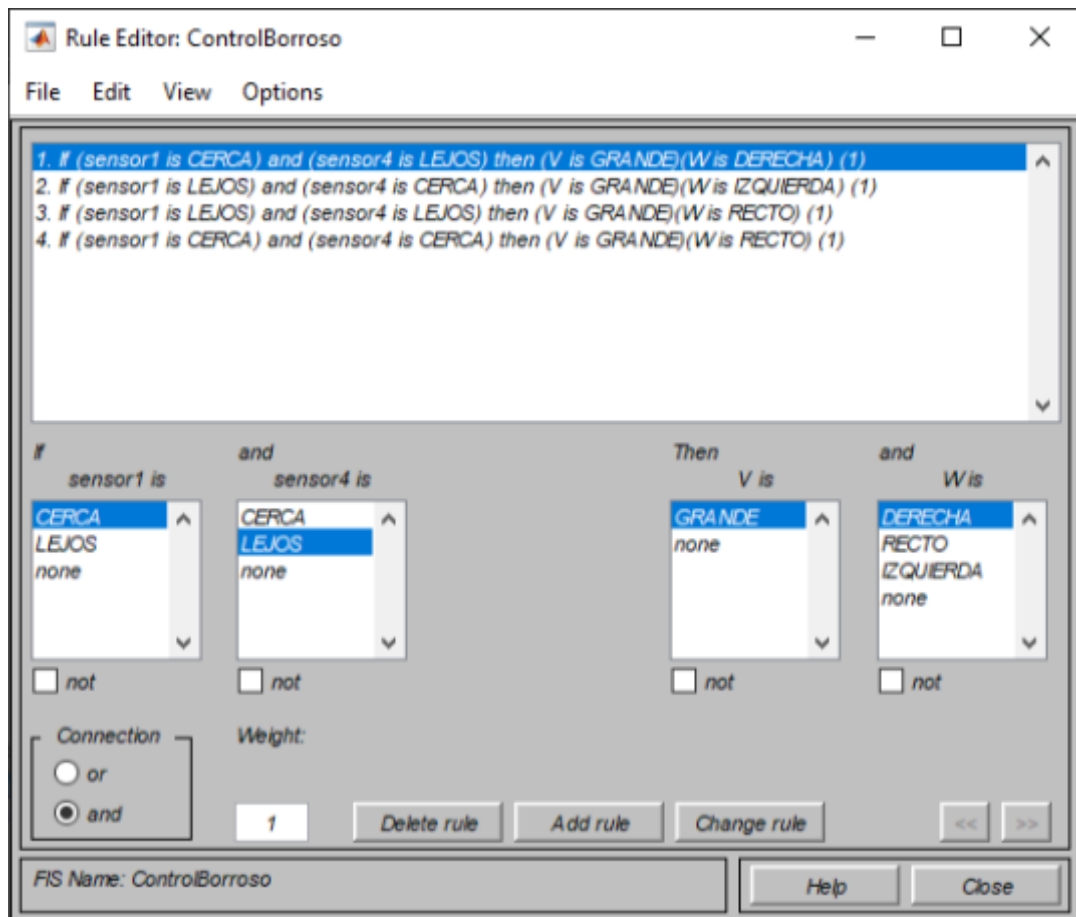 Rule Editor: ControlBorroso
File Edit View Options
1. If (sensor1 is CERCA) and (sensor4 is LEJOS) then (V is GRANDE)(W is DERECHA) (1)
2. If (sensor1 is LEJOS) and (sensor4 is CERCA) then (V is GRANDE)(W is IZQUIERDA) (1)
3. If (sensor1 is LEJOS) and (sensor4 is LEJOS) then (V is GRANDE)(W is RECTO) (1)
4. If (sensor1 is CERCA) and (sensor4 is CERCA) then (V is GRANDE)(W is RECTO) (1)
If and Then and
sensor1 is sensor4 is V is W is
CERCA CERCA GRANDE DERECHA
LEJOS LEJOS none RECTO
none none IZQUIERDA
none
not not not not
Connection Weight:
or
and 1 Delete rule Add rule Change rule << >>
FIS Name: ControlBorroso Help Close